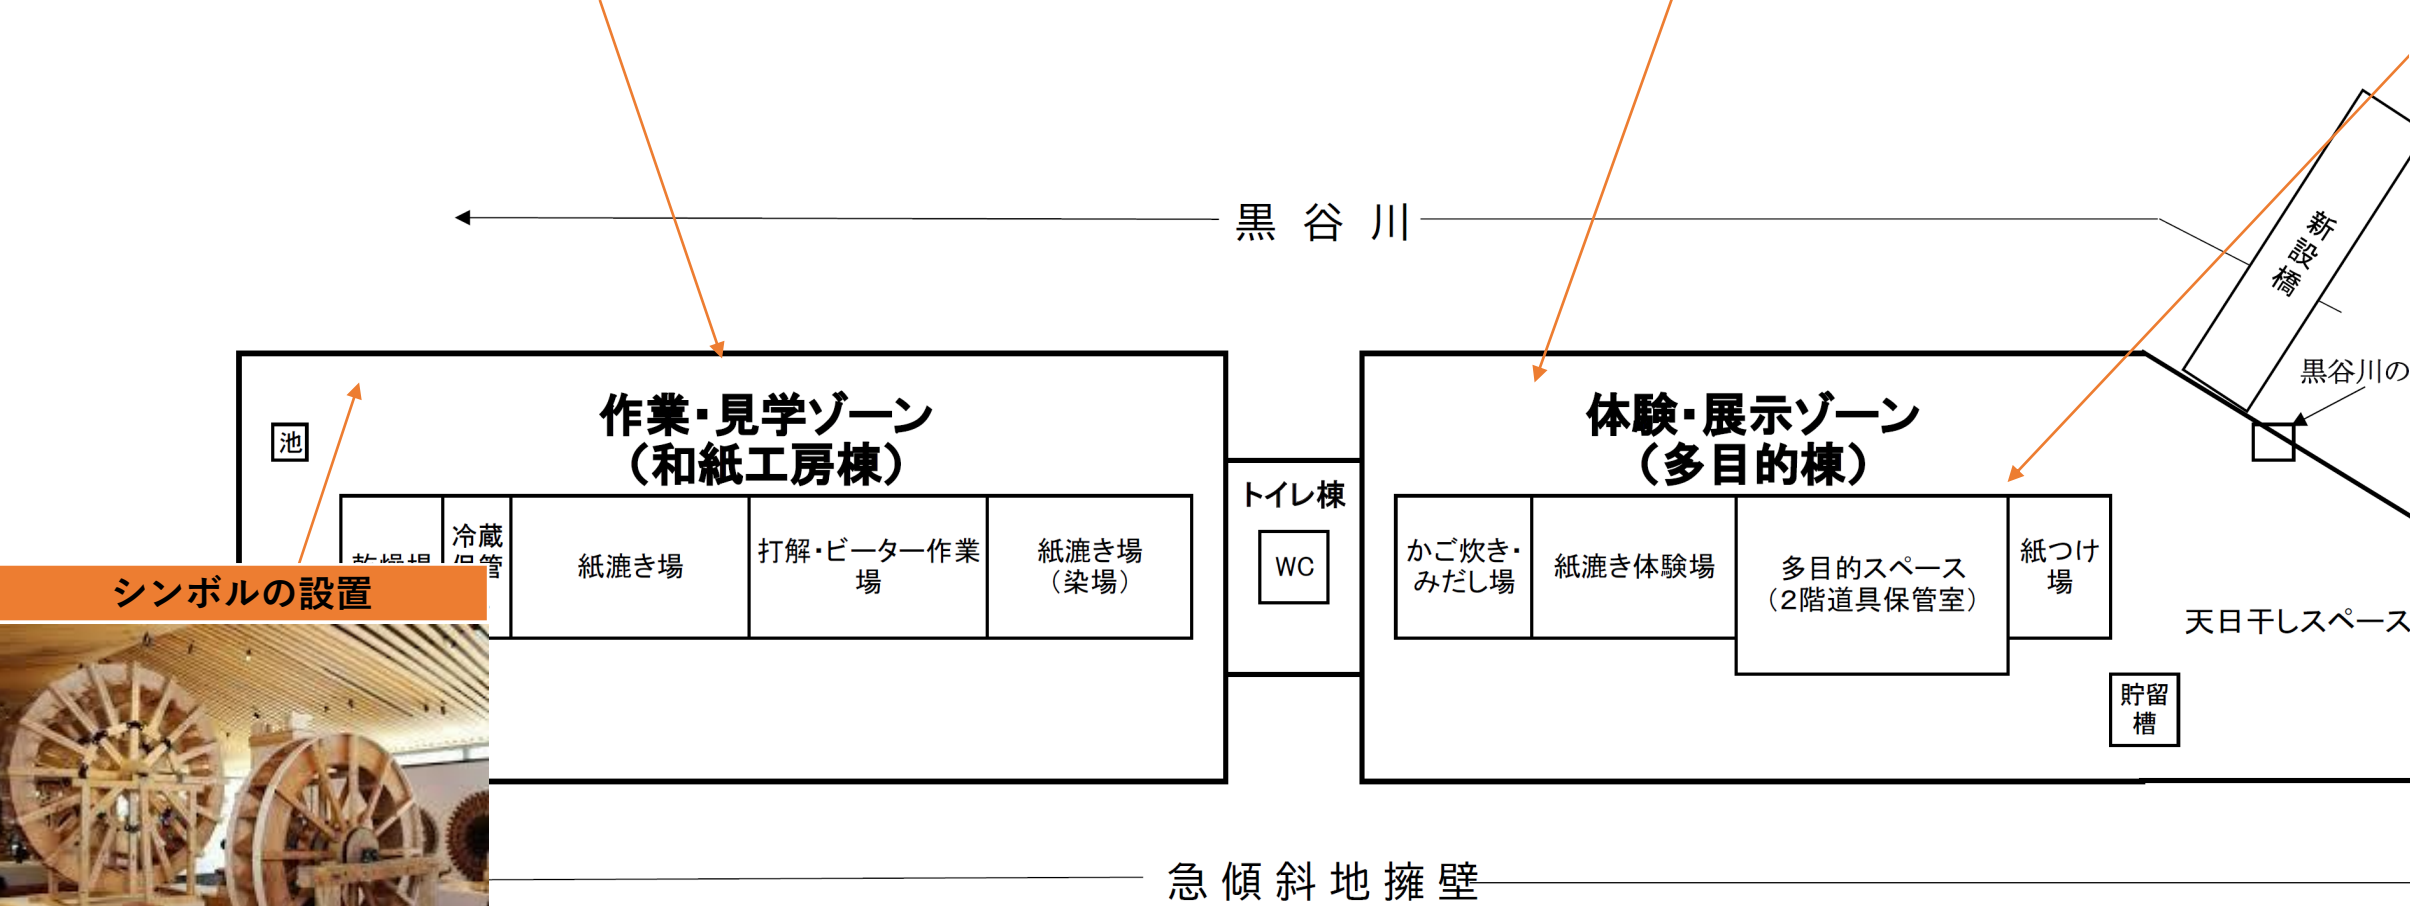 黒谷川
新設橋
黒谷川の
作業・見学ゾーン
（和紙工房棟）
体験・展示ゾーン
（多目的棟）
池
トイレ棟
WC
乾燥場
冷蔵
保管
紙漉き場
打解・ビーター作業
場
紙漉き場
（染場）
かご炊き・
みだし場
紙漉き体験場
多目的スペース
（２階道具保管室）
紙つけ
場
天日干しスペース
シンボルの設置
貯留
槽
急傾斜地擁壁